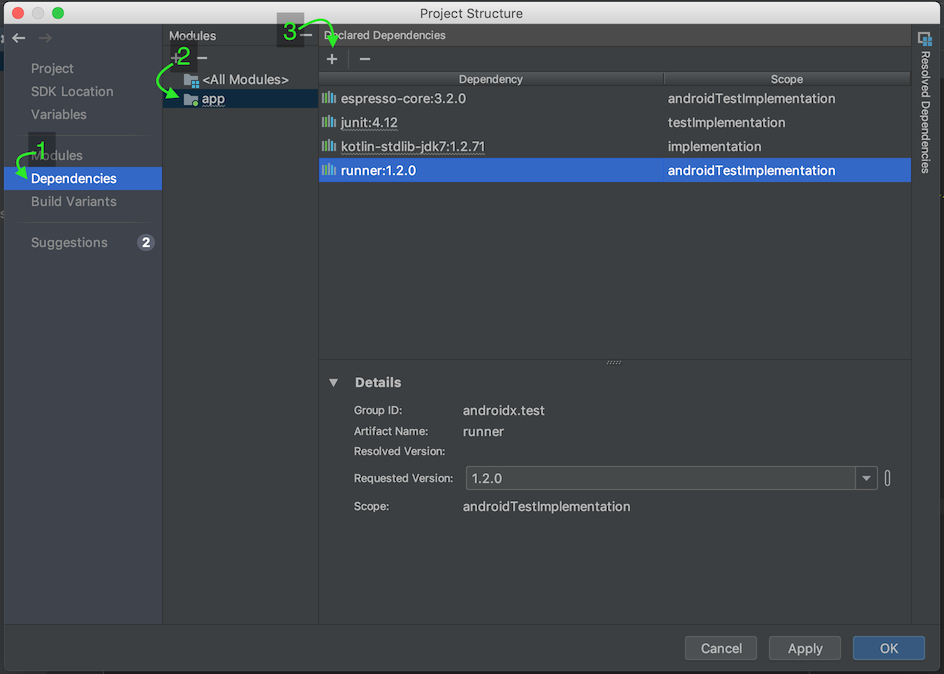 Project Structure
Project
SDK Location
Variables
1
Modules
Dependencies
Build Variants
Suggestions 2
Modules
2
<All Modules>
app
3
Declared Dependencies
Dependency Scope
espresso-core:3.2.0 androidTestImplementation
junit:4.12 testImplementation
kotlin-stdlib-jdk7:1.2.71 implementation
runner:1.2.0 androidTestImplementation
Details
Group ID: androidx.test
Artifact Name: runner
Resolved Version:
Requested Version: 1.2.0
Scope: androidTestImplementation
Resolved Dependencies
Cancel Apply OK